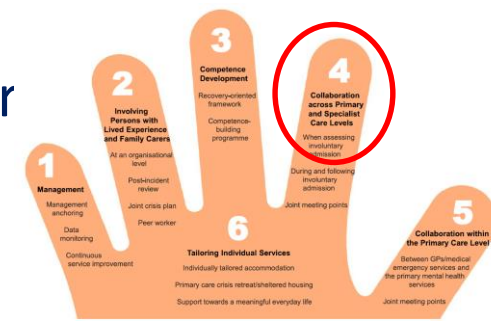 r
1
Management
Management
anchoring
Data
monitoring
Continuous
service improvement
2
Involving
Persons with
Lived Experience
and Family Carers
At an organisational
level
Post-incident
review
Joint crisis plan
Peer worker
3
Competence
Development
Recovery-oriented
framework
Competence-
building
programme
4
Collaboration
across Primary
and Specialist
Care Levels
When assessing
involuntary
admission
During and following
involuntary
admission
Joint meeting points
5
Collaboration within
the Primary Care Level
Between GPs/medical
emergency services and
the primary mental health
services
Joint meeting points
6
Tailoring Individual Services
Individually tailored accommodation
Primary care crisis retreat/sheltered housing
Support towards a meaningful everyday life